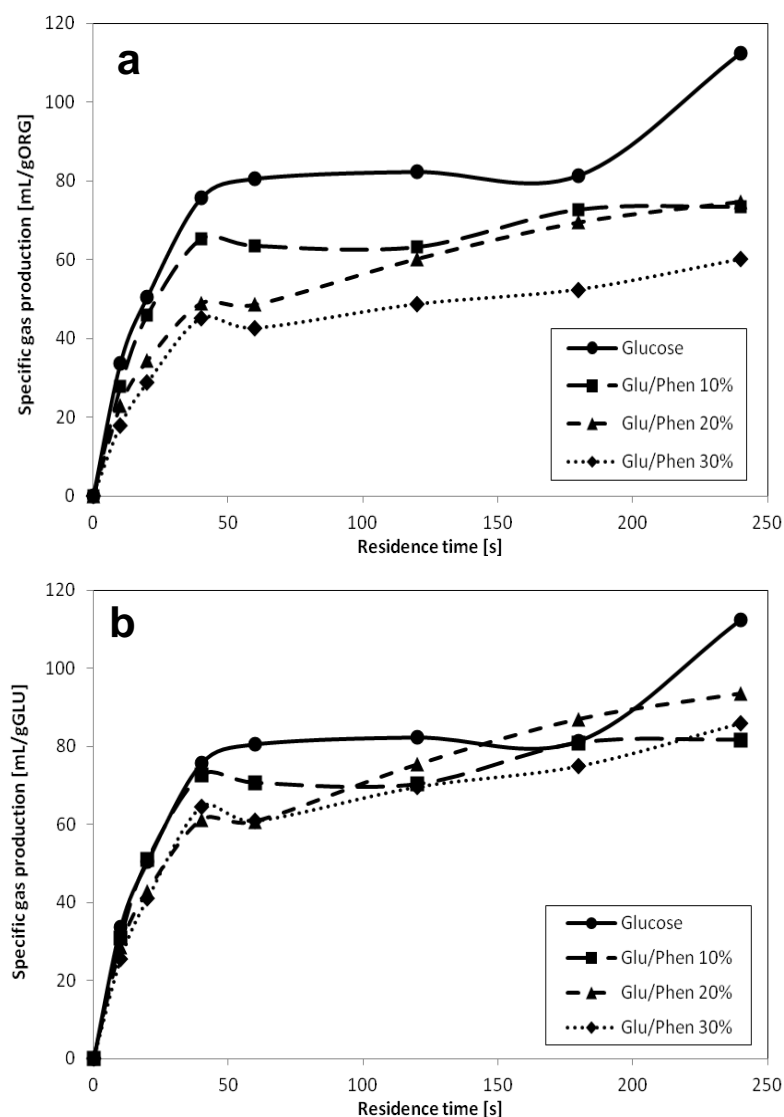 a
Specific gas production [mL/gORG]
120
100
80
60
40
20
0
0 50 100 150 200 250
Residence time [s]
Glucose
Glu/Phen 10%
Glu/Phen 20%
Glu/Phen 30%
b
Specific gas production [mL/gGLU]
120
100
80
60
40
20
0
0 50 100 150 200 250
Residence time [s]
Glucose
Glu/Phen 10%
Glu/Phen 20%
Glu/Phen 30%